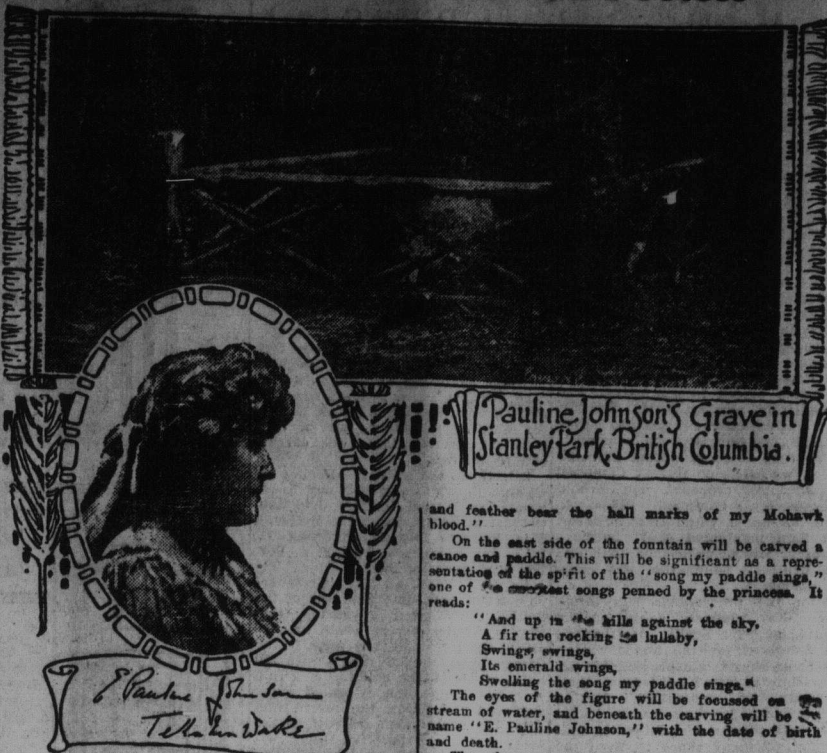 Pauline Johnson's Grave in
Stanley Park, British Columbia.
E Pauline Johnson
and feather bear the hall marks of my Mohawk
blood."
On the east side of the fountain will be carved a
canoe and paddle. This will be significant as a repre-
sentation of the spirit of the "song my paddle sings,"
one of songs penned by the princess. It
reads:
"And up in the hills against the sky,
A fir tree rocking its lullaby,
Swings, swings,
Its emerald wings,
Swelling the song my paddle sings."
The eyes of the figure will be focussed on
stream of water, and beneath the carving will be
name "E. Pauline Johnson," with the date of birth
and death.